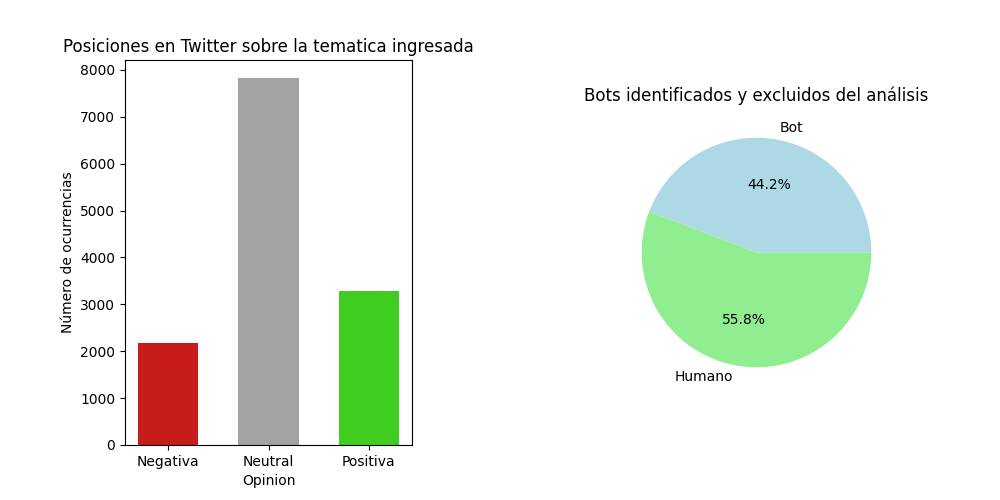 Posiciones en Twitter sobre la tematica ingresada
8000
7000
6000
5000
4000
3000
2000
1000
0
Número de ocurrencias
Negativa
Neutral
Positiva
Opinion
Bots identificados y excluidos del análisis
Bot
44.2%
55.8%
Humano